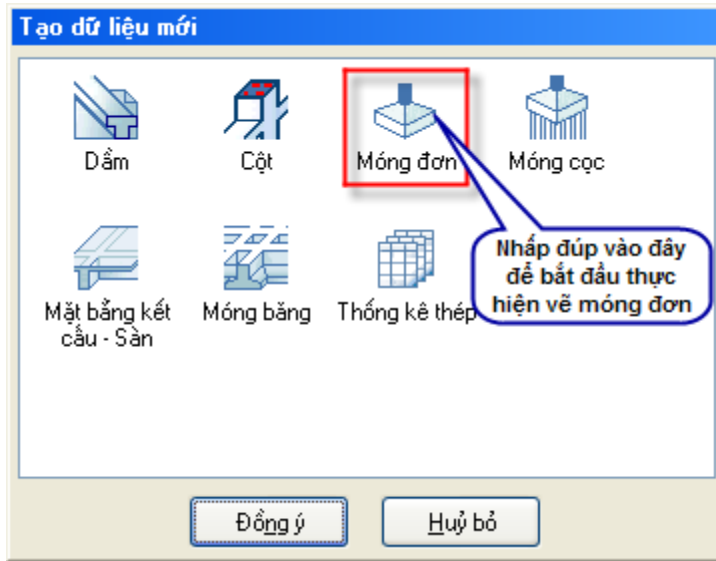 Tạo dữ liệu mới
Dầm
Cột
Móng đơn
Móng cọc
Nhấp đúp vào đây
để bắt đầu thực
hiện vẽ móng đơn
Mặt bằng kết
cấu - Sàn
Móng băng
Thống kê thép
Đồng ý
Huỷ bỏ